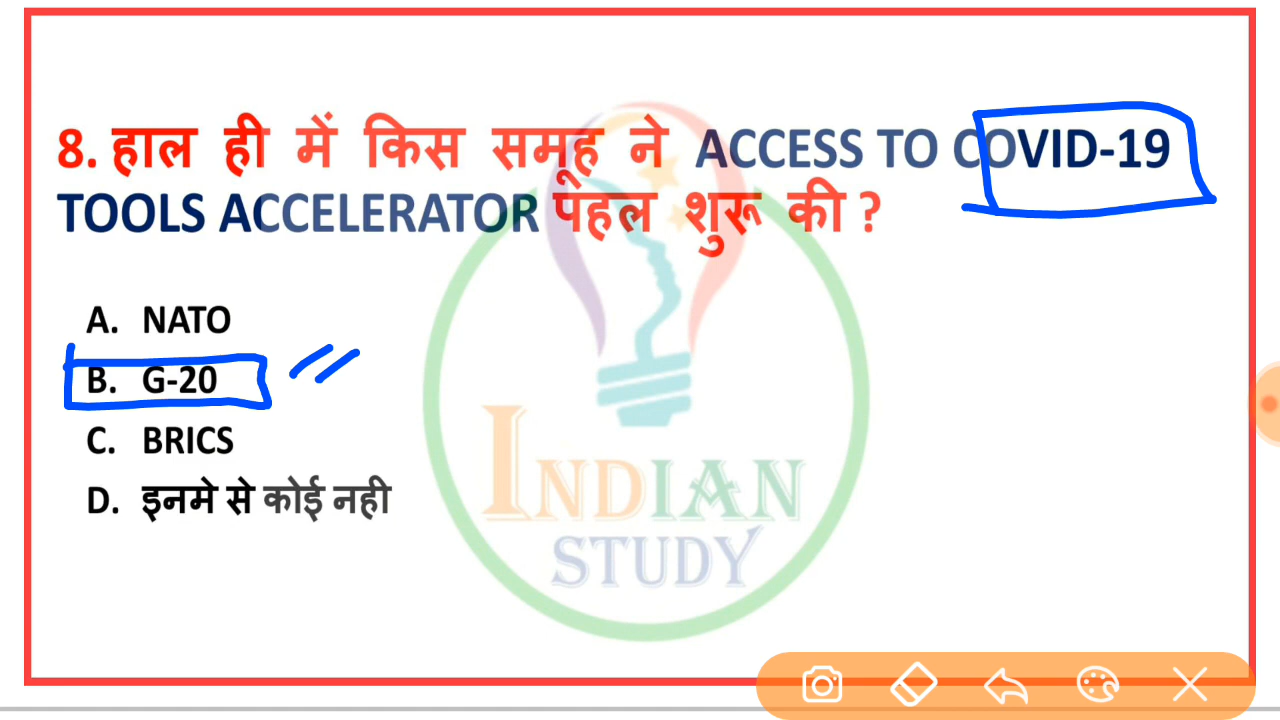 8. हाल ही में किस समूह ने ACCESS TO COVID-19
TOOLS ACCELERATOR पहल शुरू की ?
A. NATO
B. G-20
C. BRICS
D. इनमे से कोई नही
INDIAN
STUDY